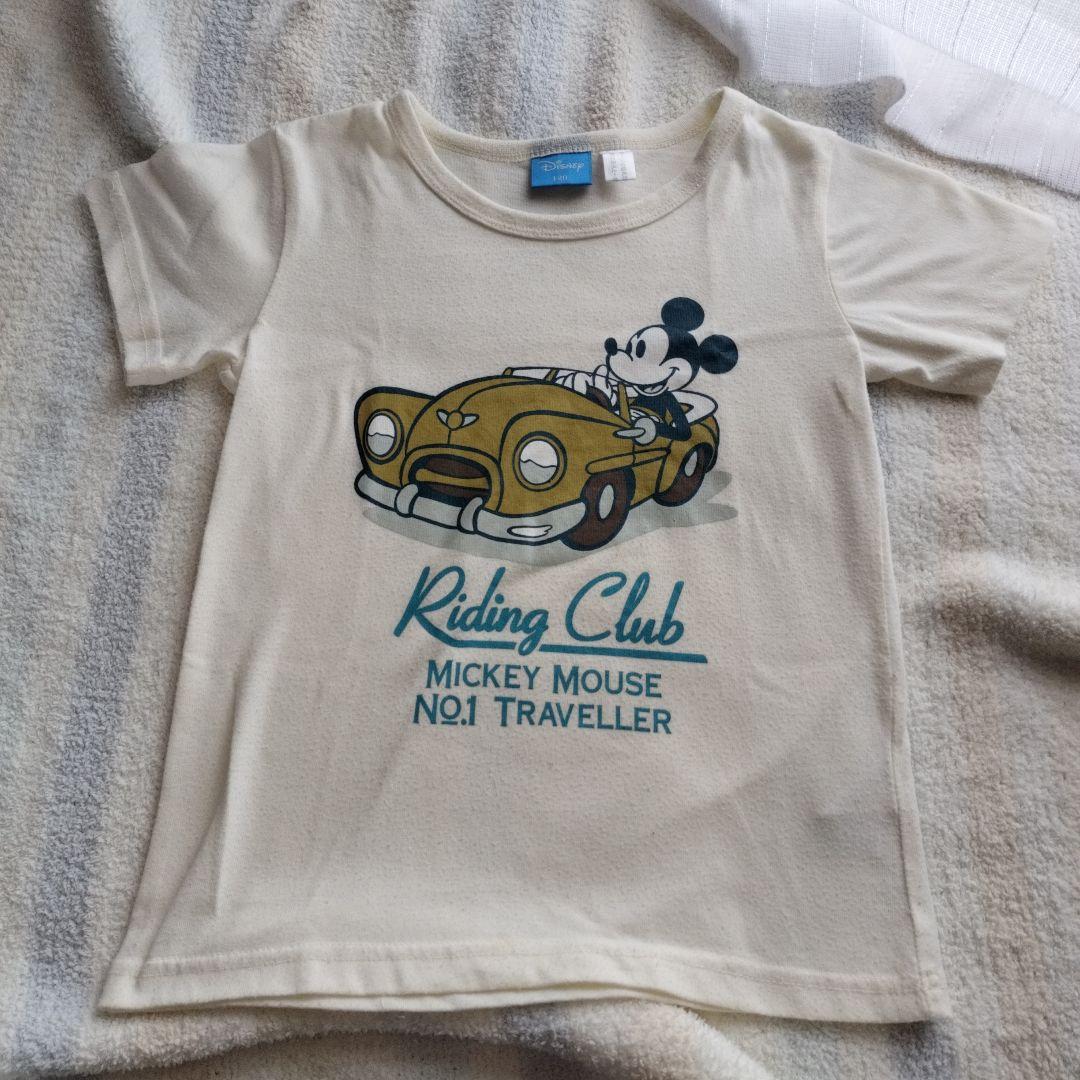 Disney
Riding Club
MICKEY MOUSE
No.1 TRAVELLER